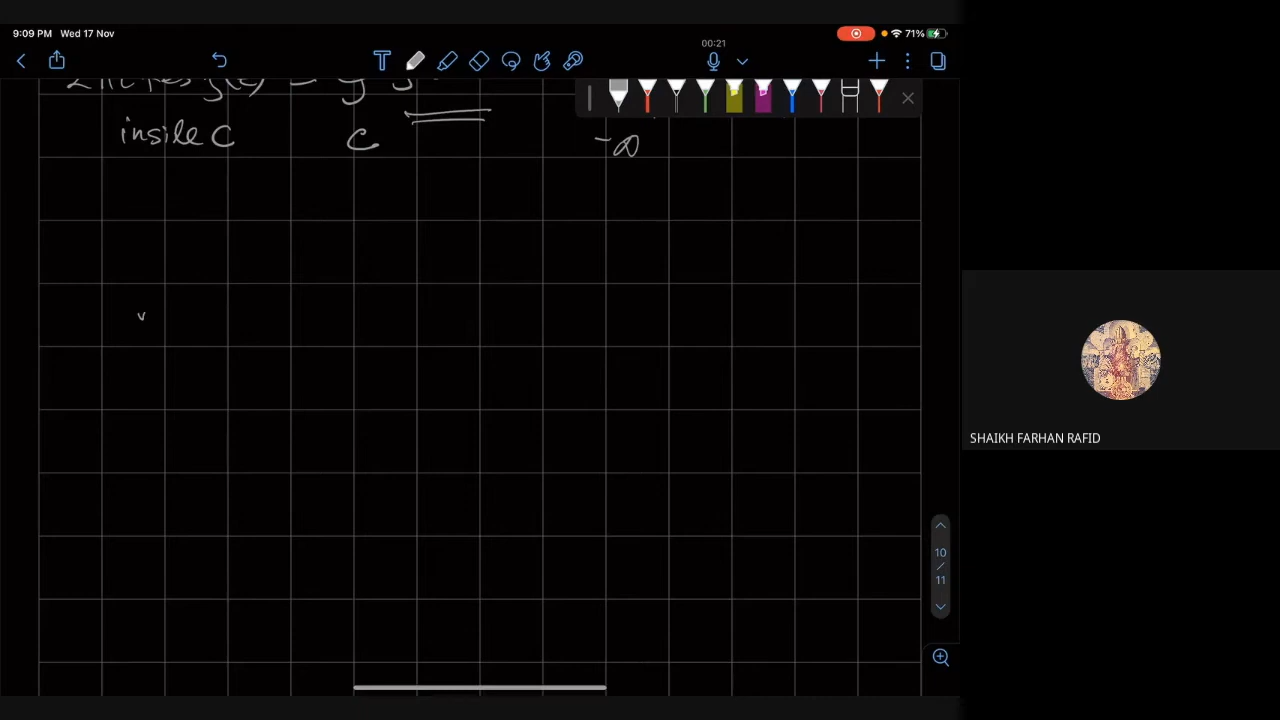 9:09 PM Wed 17 Nov
71%
00:21
T
inside C
C
-∞
v
10
/
11
SHAIKH FARHAN RAFID